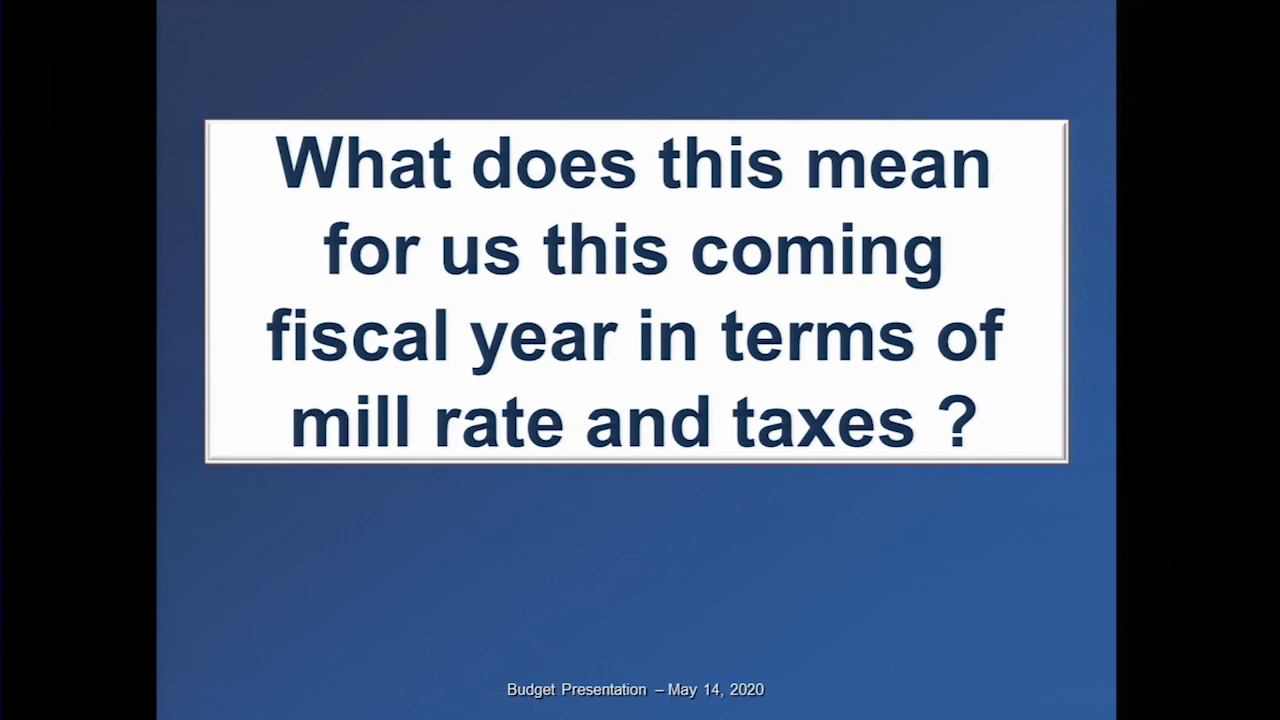 What does this mean
for us this coming
fiscal year in terms of
mill rate and taxes ?
Budget Presentation – May 14, 2020